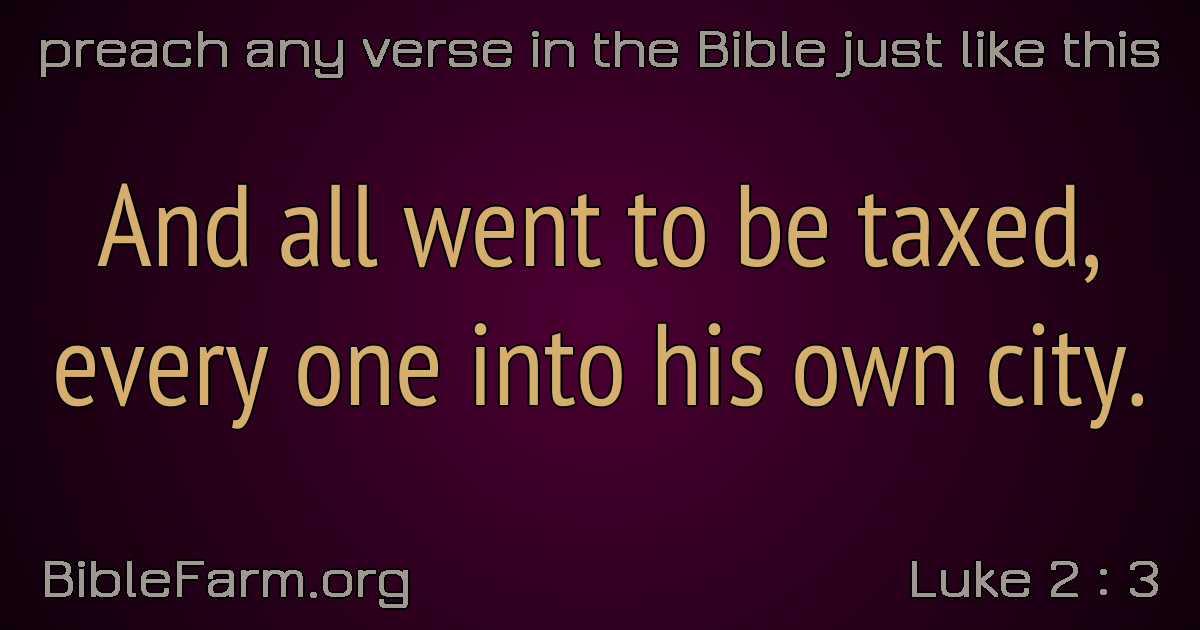 preach any verse in the Bible just like this
And all went to be taxed,
every one into his own city.
BibleFarm.org
Luke 2 : 3